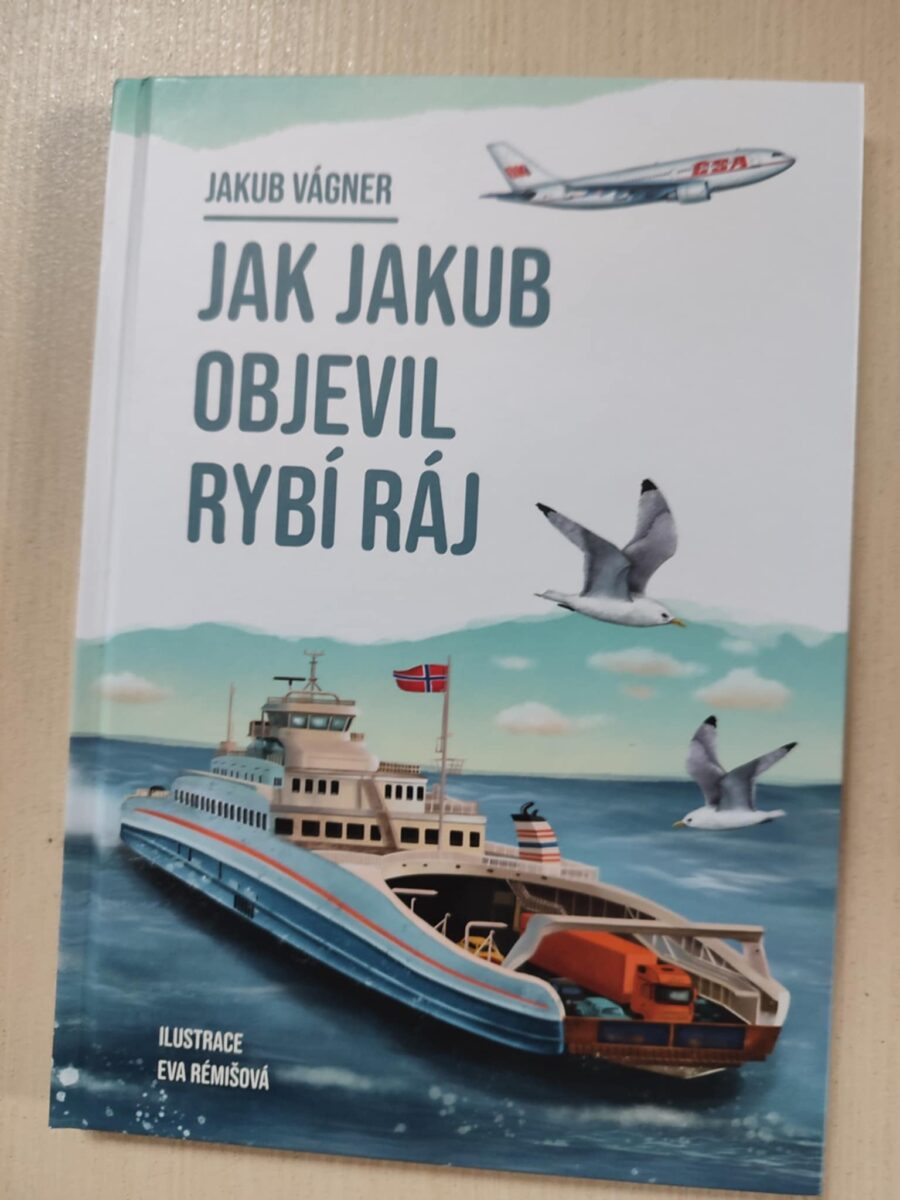 JAKUB VÁGNER
JAK JAKUB
OBJEVIL
RYBÍ RÁJ
ČSA
ILUSTRACE
EVA RÉMIŠOVÁ